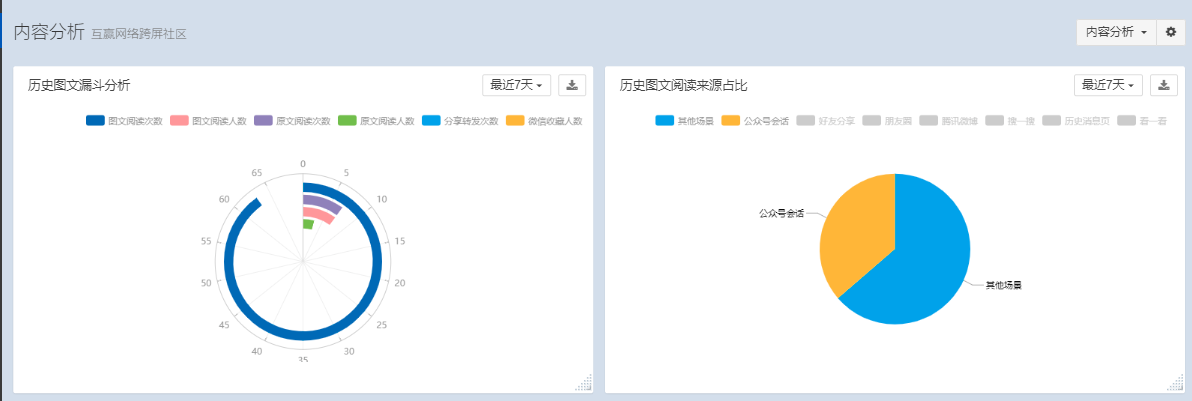 内容分析 互赢网络跨屏社区
内容分析
历史图文漏斗分析
最近7天
图文阅读次数 图文阅读人数 原文阅读次数 原文阅读人数 分享转发次数 微信收藏人数
0
5
10
15
20
25
30
35
40
45
50
55
60
65
历史图文阅读来源占比
最近7天
其他场景 公众号会话 好友分享 朋友圈 腾讯微博 搜一搜 历史消息页 看一看
公众号会话
其他场景